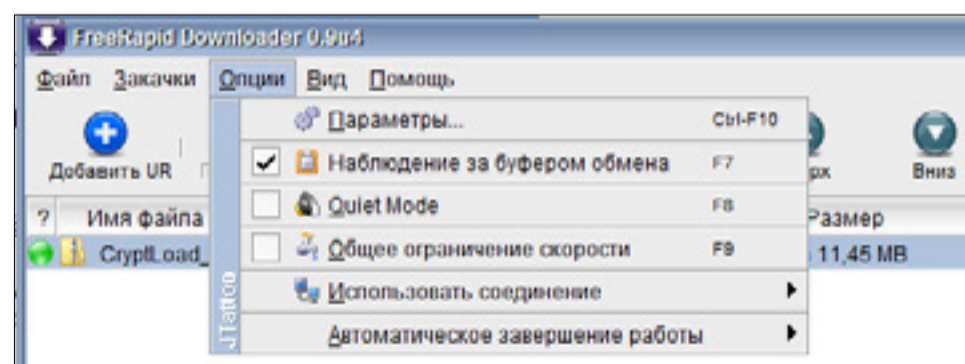 FreeRapid Downloader 0.9u4
Файл Закачки Опции Вид Помощь
Параметры... Ctrl-F10
Добавить UR Вниз
Наблюдение за буфером обмена F7
Quiet Mode F8
? Имя файла Размер
CryptLoad_ 11,45 MB
Общее ограничение скорости F9
Использовать соединение
Автоматическое завершение работы
JTattoo